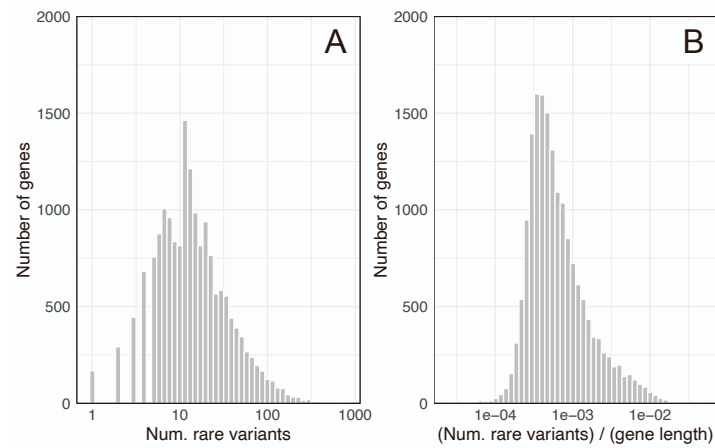 A
Number of genes
2000
1500
1000
500
0
1
10
100
1000
Num. rare variants
B
Number of genes
2000
1500
1000
500
0
1e-04
1e-03
1e-02
(Num. rare variants) / (gene length)